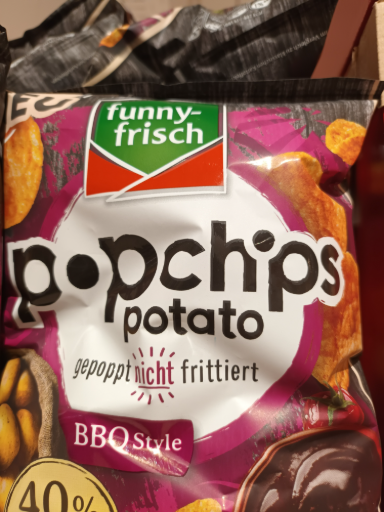 funny-
frisch
popchips
potato
gepoppt nicht frittiert
BBQ Style
40%